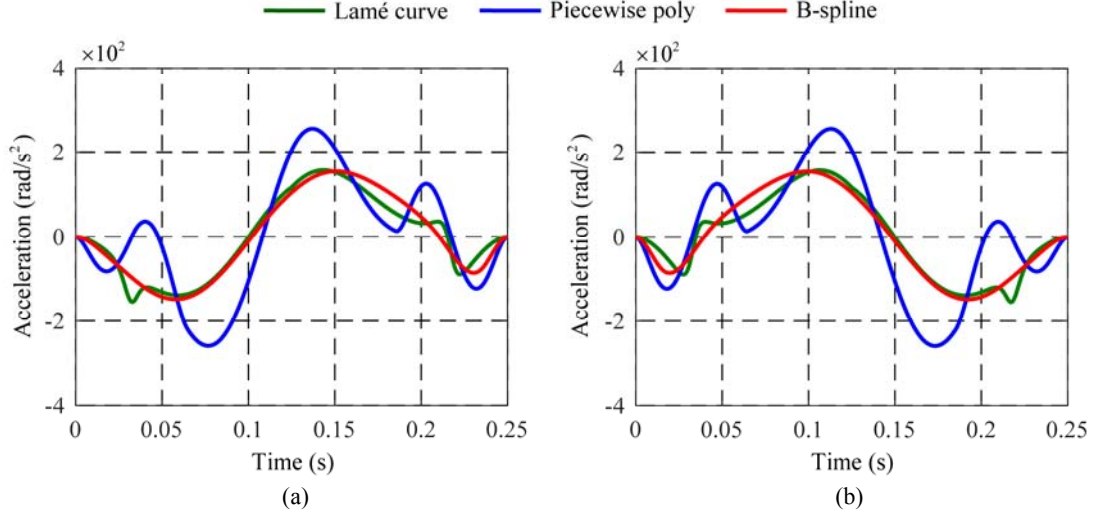 Lamé curve Piecewise poly B-spline
×10² ×10²
4 4
2 2
0 0
-2 -2
-4 -4
Acceleration (rad/s²) Acceleration (rad/s²)
0 0.05 0.1 0.15 0.2 0.25 0 0.05 0.1 0.15 0.2 0.25
Time (s) Time (s)
(a) (b)